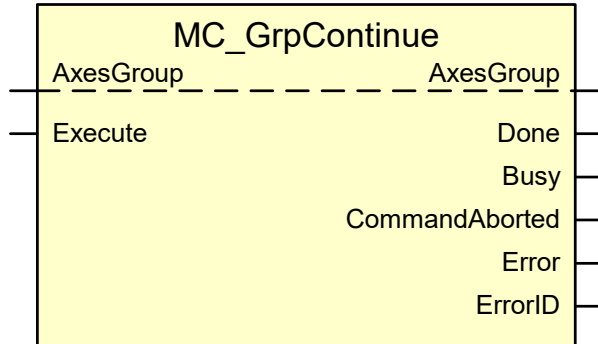 MC_GrpContinue
AxesGroup AxesGroup
Execute Done
Busy
CommandAborted
Error
ErrorID